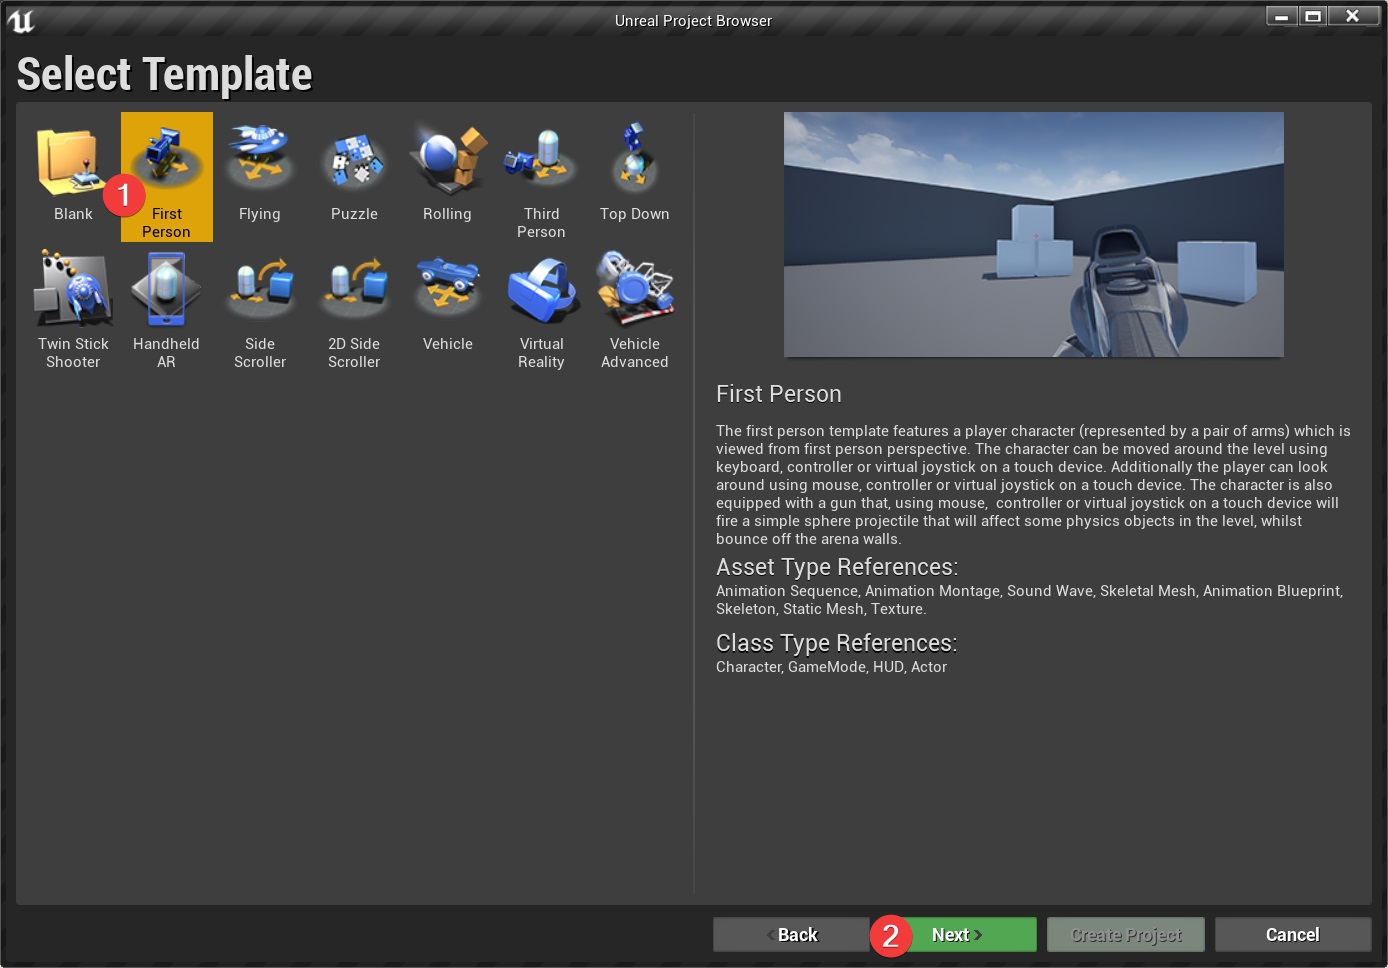 Unreal Project Browser
Select Template
Blank
1
First
Person
Flying
Puzzle
Rolling
Third
Person
Top Down
Twin Stick
Shooter
Handheld
AR
Side
Scroller
2D Side
Scroller
Vehicle
Virtual
Reality
Vehicle
Advanced
First Person
The first person template features a player character (represented by a pair of arms) which is
viewed from first person perspective. The character can be moved around the level using
keyboard, controller or virtual joystick on a touch device. Additionally the player can look
around using mouse, controller or virtual joystick on a touch device. The character is also
equipped with a gun that, using mouse,  controller or virtual joystick on a touch device will
fire a simple sphere projectile that will affect some physics objects in the level, whilst
bounce off the arena walls.
Asset Type References:
Animation Sequence, Animation Montage, Sound Wave, Skeletal Mesh, Animation Blueprint,
Skeleton, Static Mesh, Texture.
Class Type References:
Character, GameMode, HUD, Actor
Back
2
Next
Create Project
Cancel